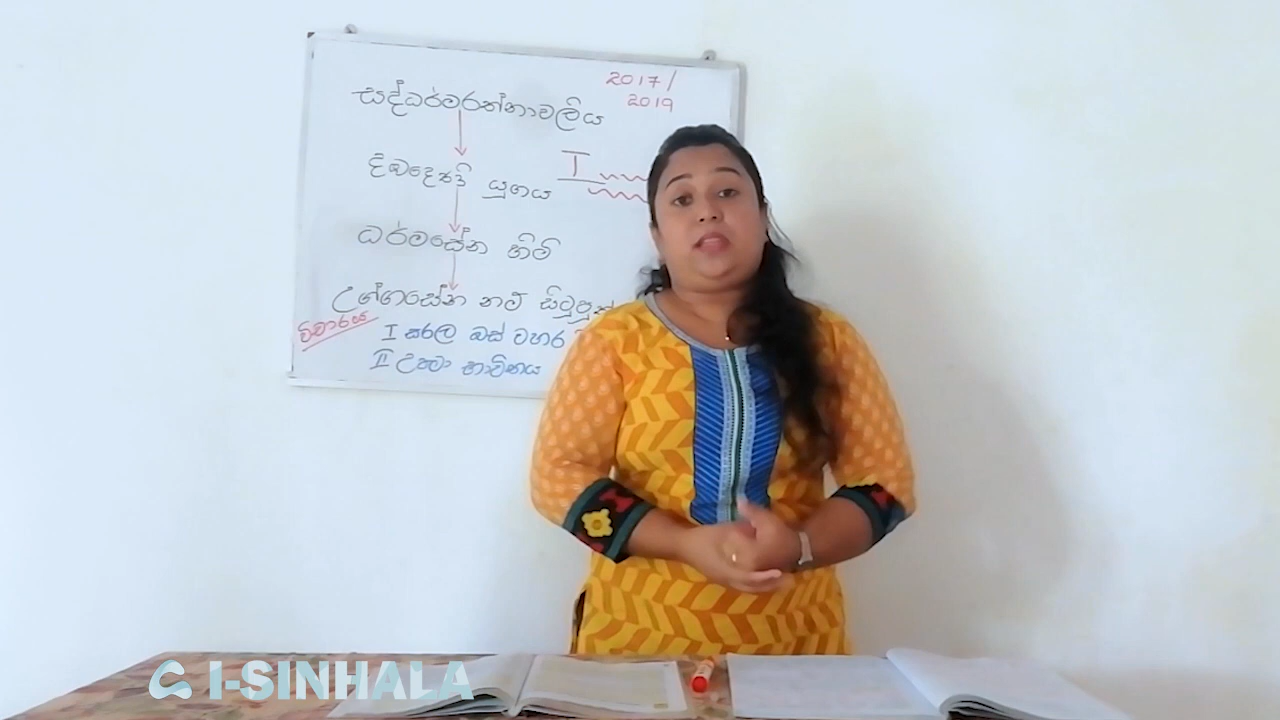 සද්ධර්මරත්නාවලිය
2017/
2019
දඹදෙණි යුගය
I
ධර්මසේන හිමි
උග්ගසේන නම් සිටුපුත්
විචාරය
I සරල බස් වහර
II උපමා භාවිතය
I-SINHALA